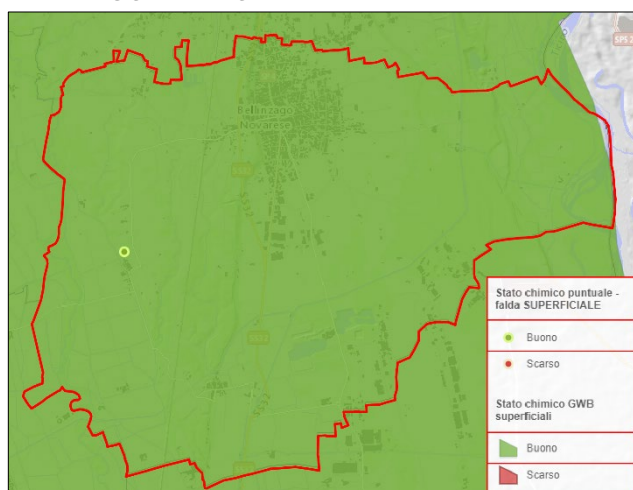 Bellinzago
Novarese
Stato chimico puntuale -
falda SUPERFICIALE
Buono
Scarso
Stato chimico GWB
superficiali
Buono
Scarso